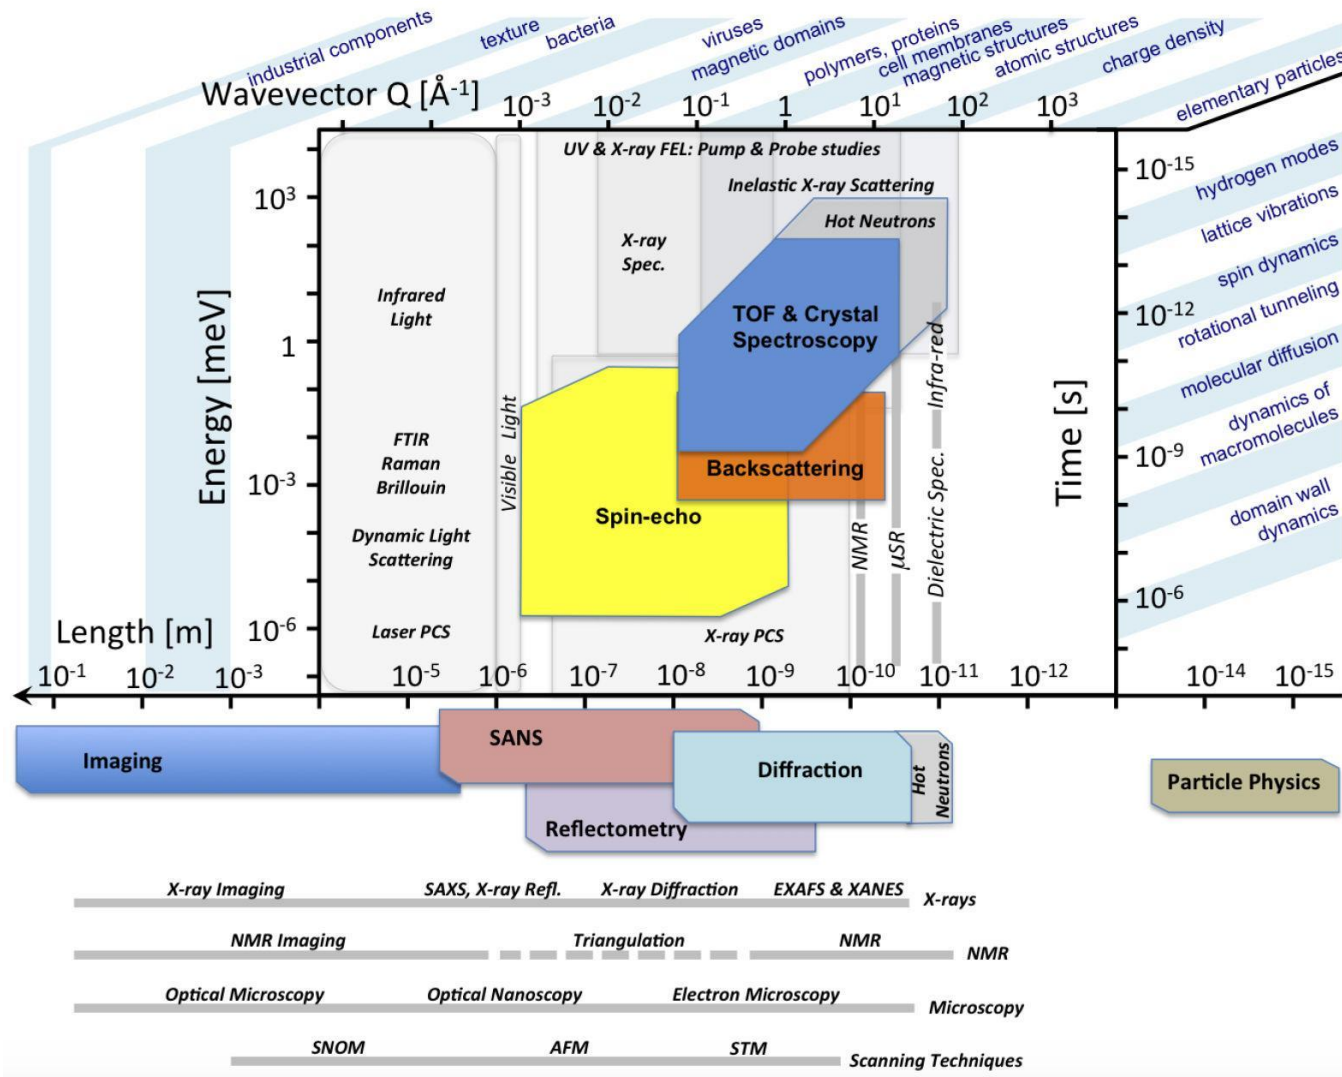 industrial components
texture
bacteria
viruses
magnetic domains
polymers, proteins
cell membranes
magnetic structures
atomic structures
charge density
elementary particles
Wavevector Q [Å-1]
10-3
10-2
10-1
1
101
102
103
UV & X-ray FEL: Pump & Probe studies
Inelastic X-ray Scattering
Hot Neutrons
X-ray
Spec.
Infrared
Light
TOF & Crystal
Spectroscopy
FTIR
Raman
Brillouin
Visible Light
Backscattering
Spin-echo
Dynamic Light
Scattering
Laser PCS
X-ray PCS
NMR
μSR
Dielectric Spec. Infra-red
Energy [meV]
103
1
10-3
10-6
Time [s]
10-15
10-12
10-9
10-6
hydrogen modes
lattice vibrations
spin dynamics
rotational tunneling
molecular diffusion
dynamics of
macromolecules
domain wall
dynamics
Length [m]
10-1
10-2
10-3
10-5
10-6
10-7
10-8
10-9
10-10
10-11
10-12
10-14
10-15
Imaging
SANS
Diffraction
Hot
Neutrons
Reflectometry
Particle Physics
X-ray Imaging
SAXS, X-ray Refl.
X-ray Diffraction
EXAFS & XANES
X-rays
NMR Imaging
Triangulation
NMR
NMR
Optical Microscopy
Optical Nanoscopy
Electron Microscopy
Microscopy
SNOM
AFM
STM
Scanning Techniques